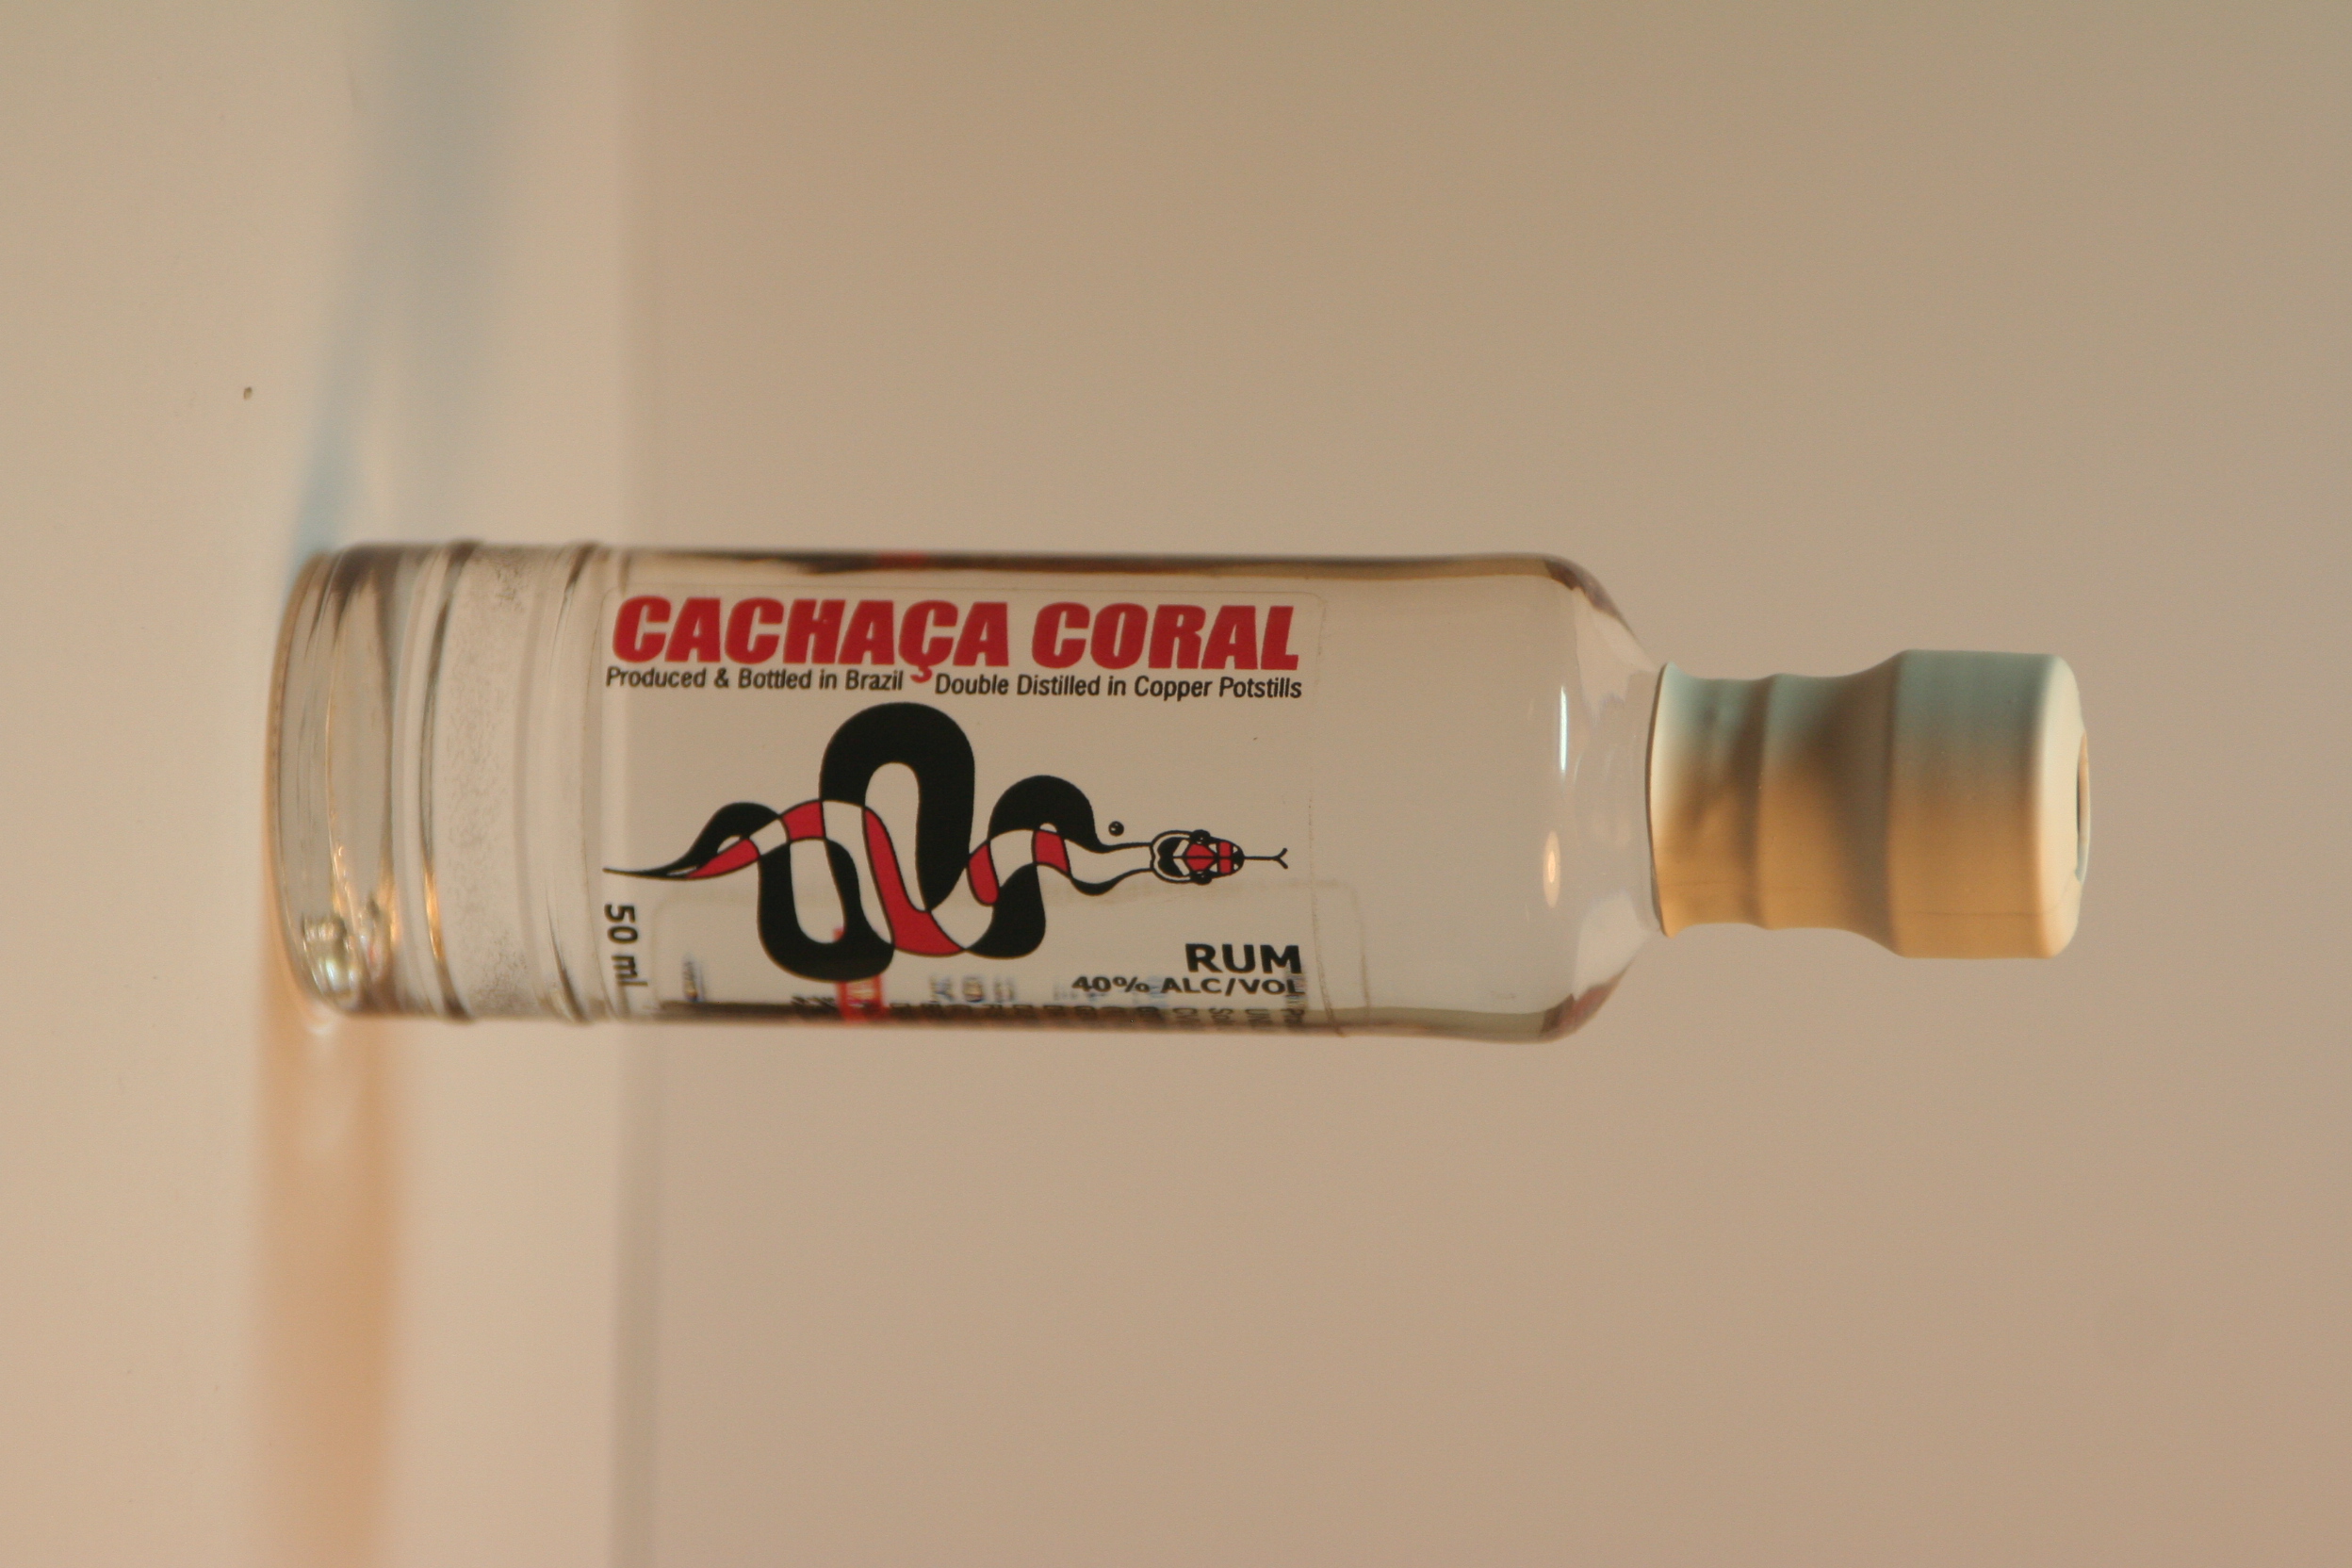 CACHAÇA CORAL
Produced & Bottled in Brazil Double Distilled in Copper Potstills
®
RUM
40% ALC/VOL
50 ml